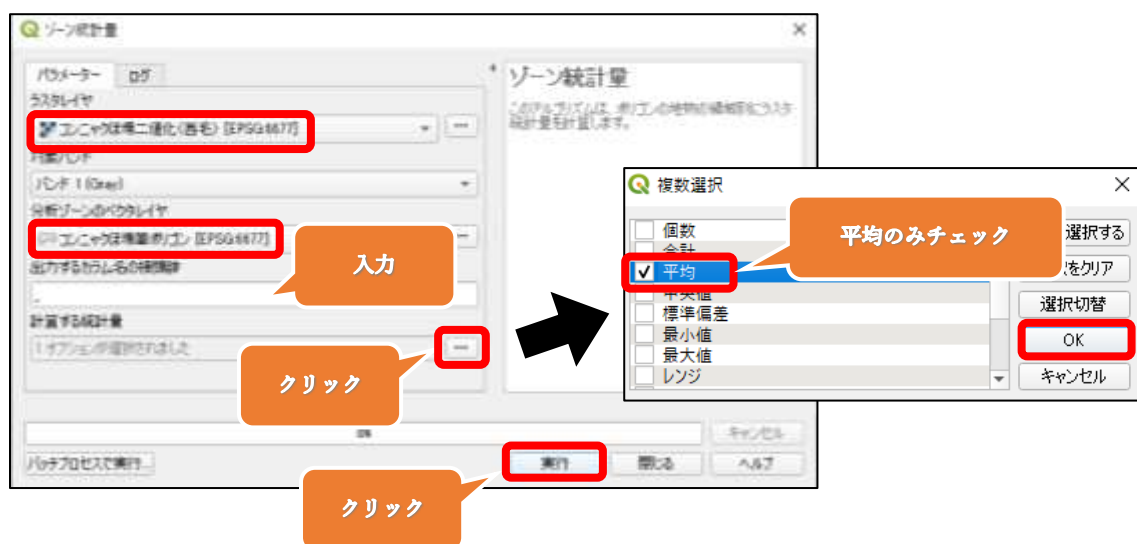 ゾーン統計量
パラメーター ログ
ラスタレイヤ
コンニャクほ場二値化(着毛) [EPSG:6677]
対象バンド
バンド 1 (Gray)
分析ゾーンのベクタレイヤ
コンニャクほ場筆ポリゴン [EPSG:6677]
出力するカラム名の接頭辞
_
計算する統計量
1 オプションが選択されました
ゾーン統計量
このアルゴリズムは、ポリゴンの地物の領域別にラスタ
統計量を計算します。
入力
クリック
0%
キャンセル
バッチプロセスで実行...
実行
閉じる
ヘルプ
クリック
複数選択
個数
合計
平均
中央値
標準偏差
最小値
最大値
レンジ
平均のみチェック
選択する
をクリア
選択切替
OK
キャンセル